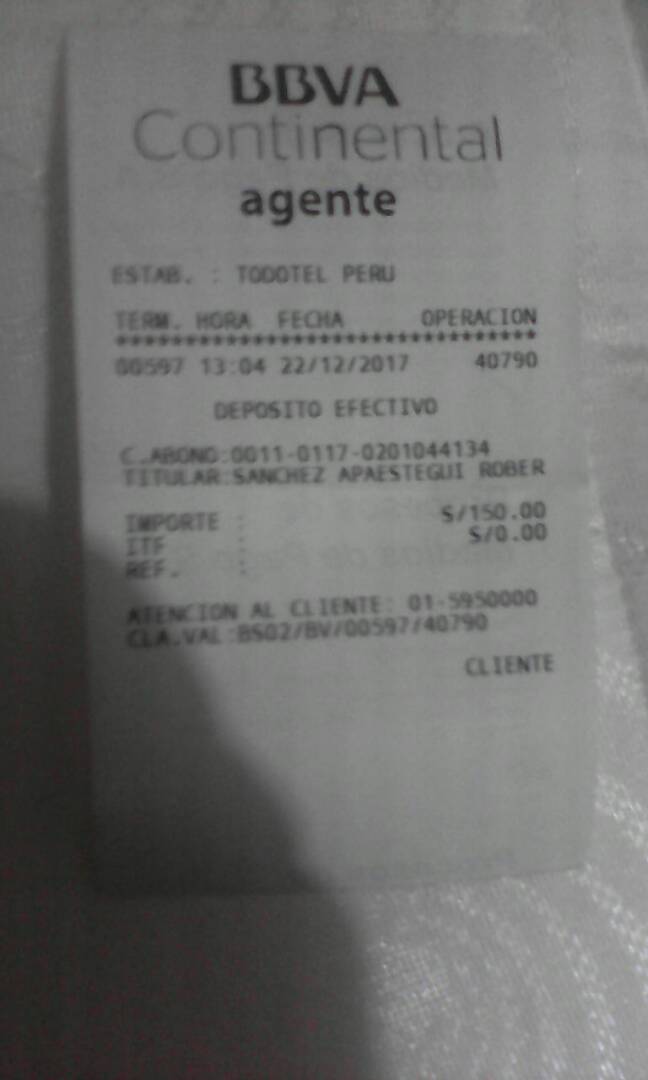 BBVA
Continental
agente
ESTAB. : TODOTEL PERU
TERM. HORA FECHA OPERACION
********************************
00597 13:04 22/12/2017 40790
DEPOSITO EFECTIVO
C.ABONO:0011-0117-0201044134
TITULAR:SANCHEZ APAESTEGUI ROBER
IMPORTE : S/150.00
ITF : S/0.00
REF. :
ATENCION AL CLIENTE: 01-5950000
CLA.VAL:BS02/BV/00597/40790
CLIENTE